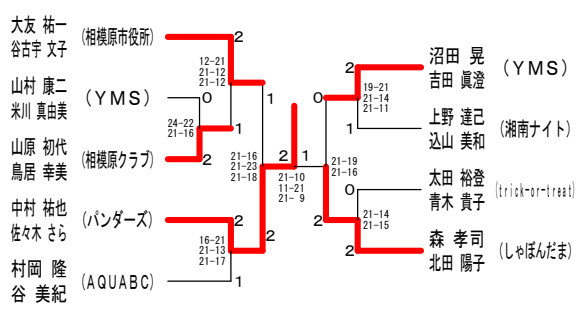 大友 祐一
谷古宇 文子
(相模原市役所)
2
12-21
21-12
21-12
山村 康二
米川 真由美
(YMS)
0
24-22
21-16
1
山原 初代
鳥居 幸美
(相模原クラブ)
2
1
21-16
21-23
21-18
中村 祐也
佐々木 さら
(パンダーズ)
2
16-21
21-13
21-17
2
村岡 隆
谷 美紀
(AQUABC)
1
2
1
21-10
11-21
21- 9
沼田 晃
吉田 眞澄
(YMS)
2
19-21
21-14
21-11
0
上野 達己
込山 美和
(湘南ナイト)
1
21-19
21-16
太田 裕登
青木 貴子
(trick-or-treat)
0
21-14
21-15
2
森 孝司
北田 陽子
(しゃぼんだま)
2